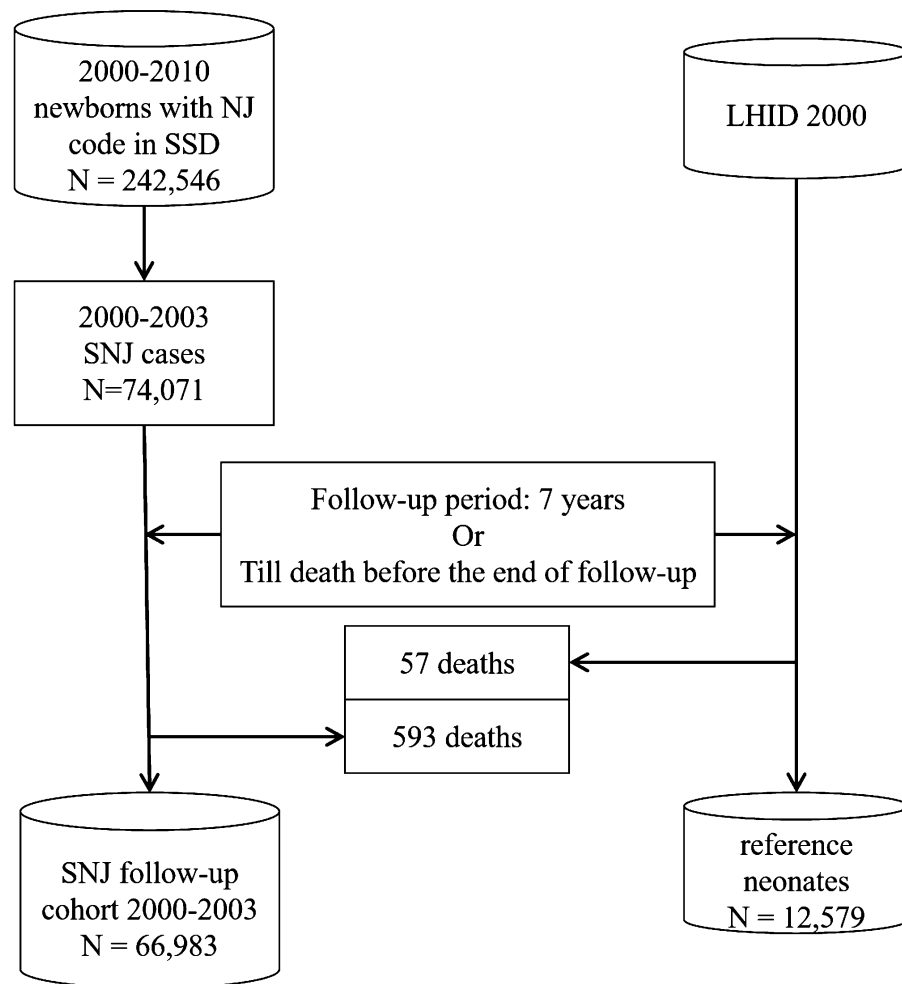 2000-2010
newborns with NJ
code in SSD
N = 242,546
LHID 2000
2000-2003
SNJ cases
N=74,071
Follow-up period: 7 years
Or
Till death before the end of follow-up
57 deaths
593 deaths
SNJ follow-up
cohort 2000-2003
N = 66,983
reference
neonates
N = 12,579